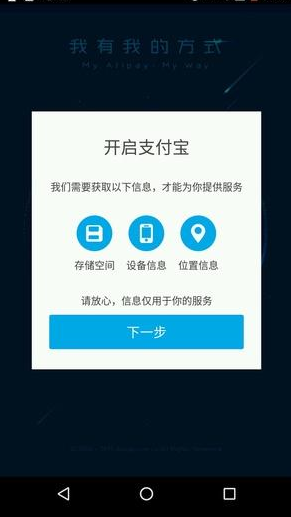 我有我的方式
My Alipay, My Way
开启支付宝
我们需要获取以下信息，才能为你提供服务
存储空间 设备信息 位置信息
请放心，信息仅用于你的服务
下一步